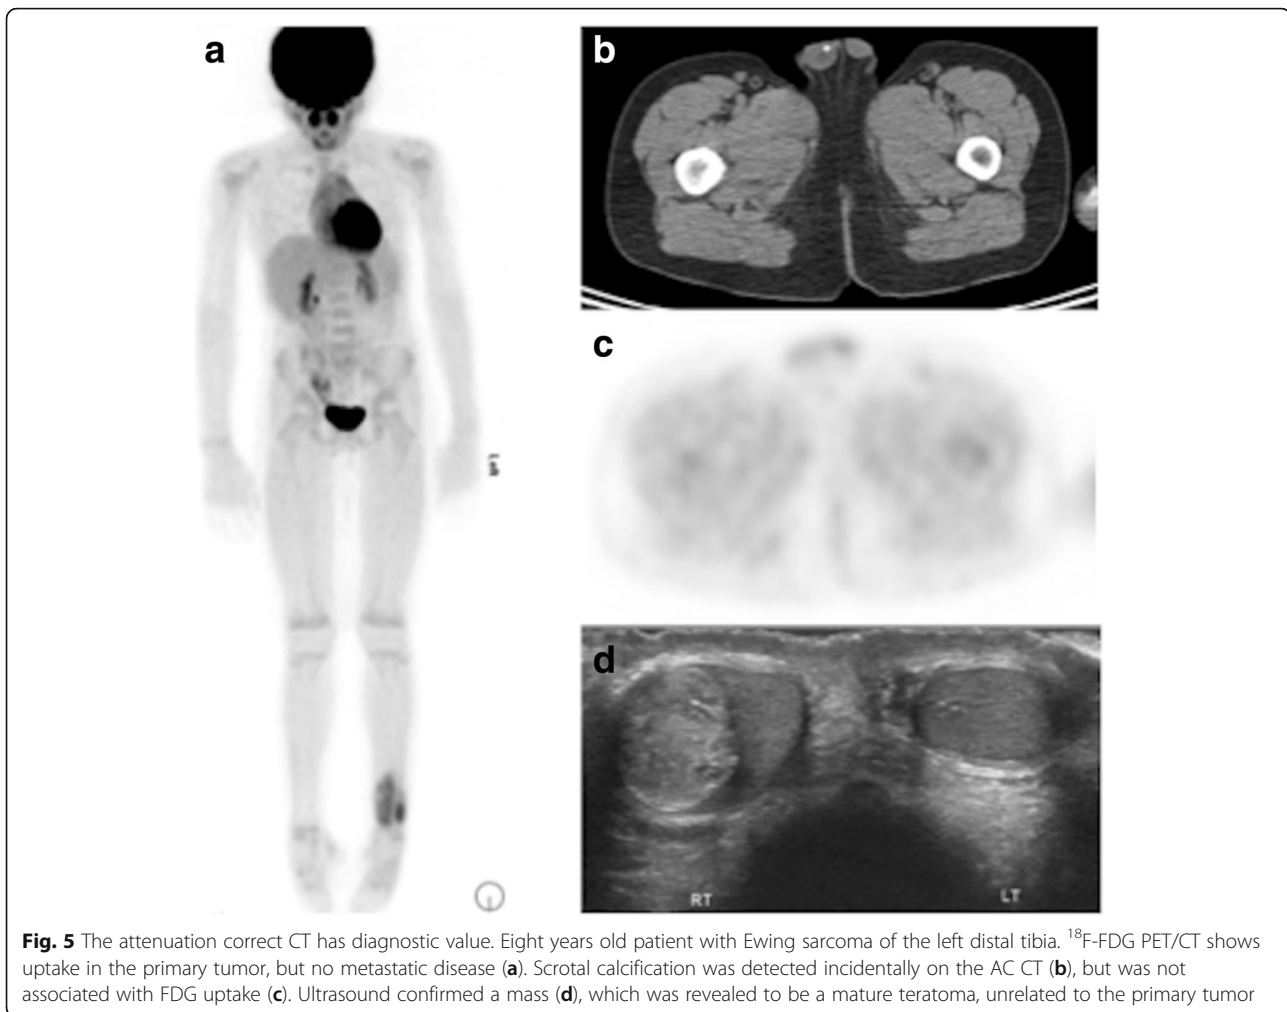 a
b
Left
c
d
RT
LT
Fig. 5 The attenuation correct CT has diagnostic value. Eight years old patient with Ewing sarcoma of the left distal tibia. 18F-FDG PET/CT shows
uptake in the primary tumor, but no metastatic disease (a). Scrotal calcification was detected incidentally on the AC CT (b), but was not
associated with FDG uptake (c). Ultrasound confirmed a mass (d), which was revealed to be a mature teratoma, unrelated to the primary tumor